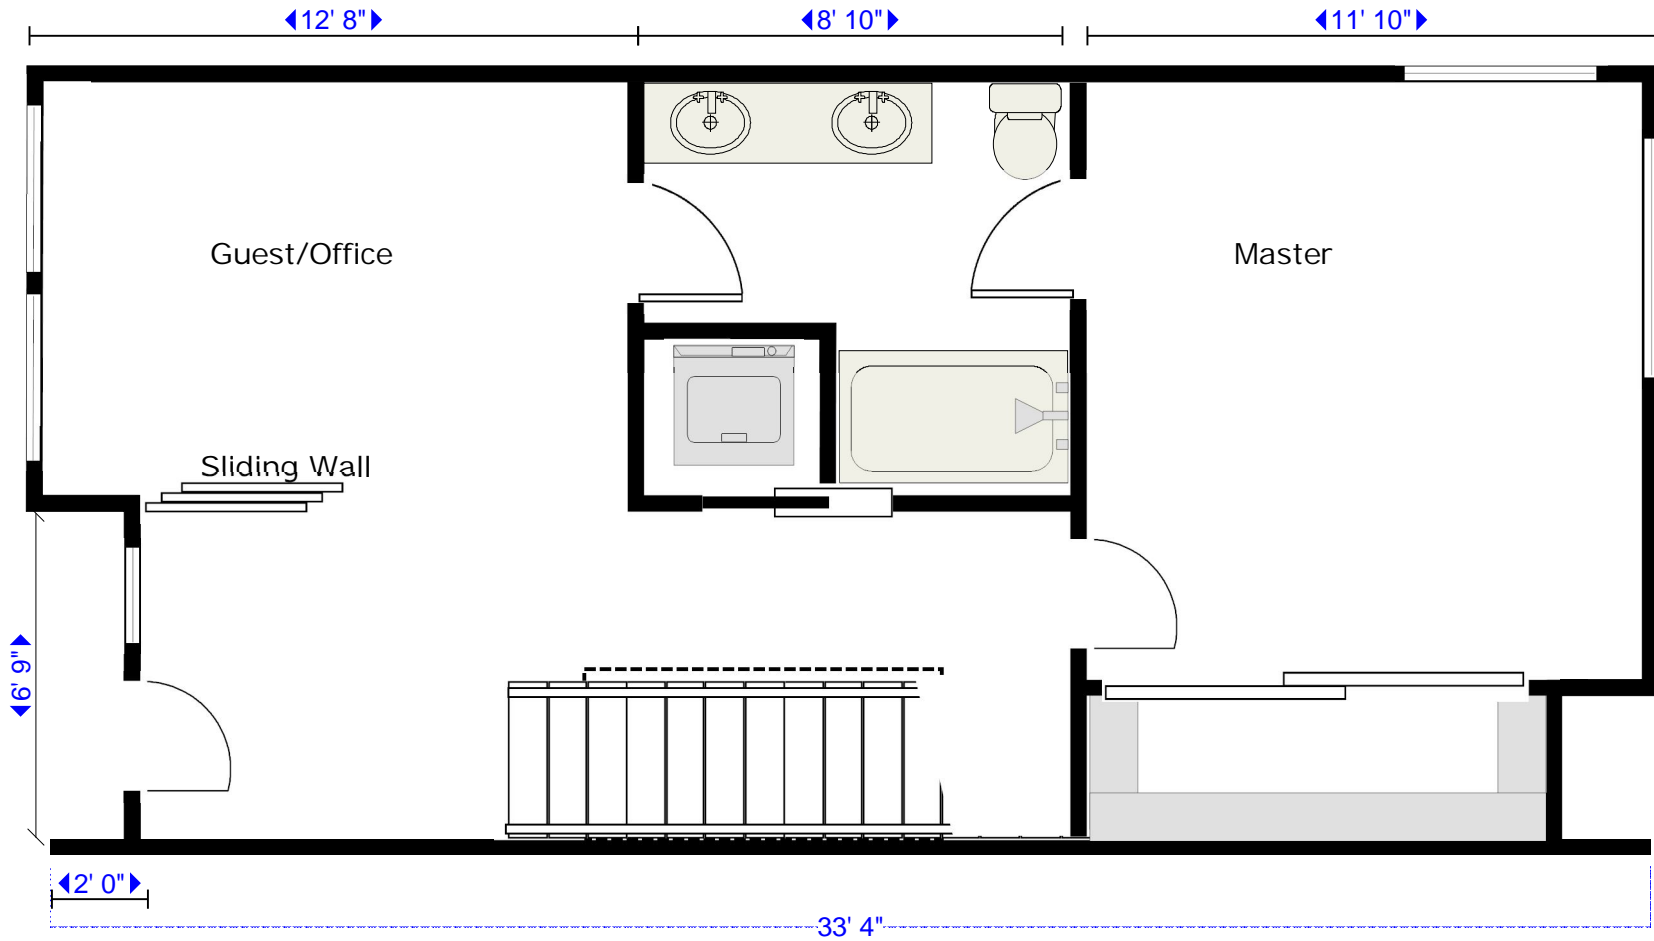 12' 8"
8' 10"
11' 10"
Guest/Office
Master
Sliding Wall
6' 9"
2' 0"
33' 4"